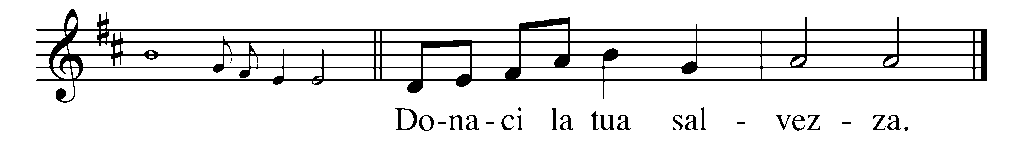 Do-na-ci la tua sal - vez - za.